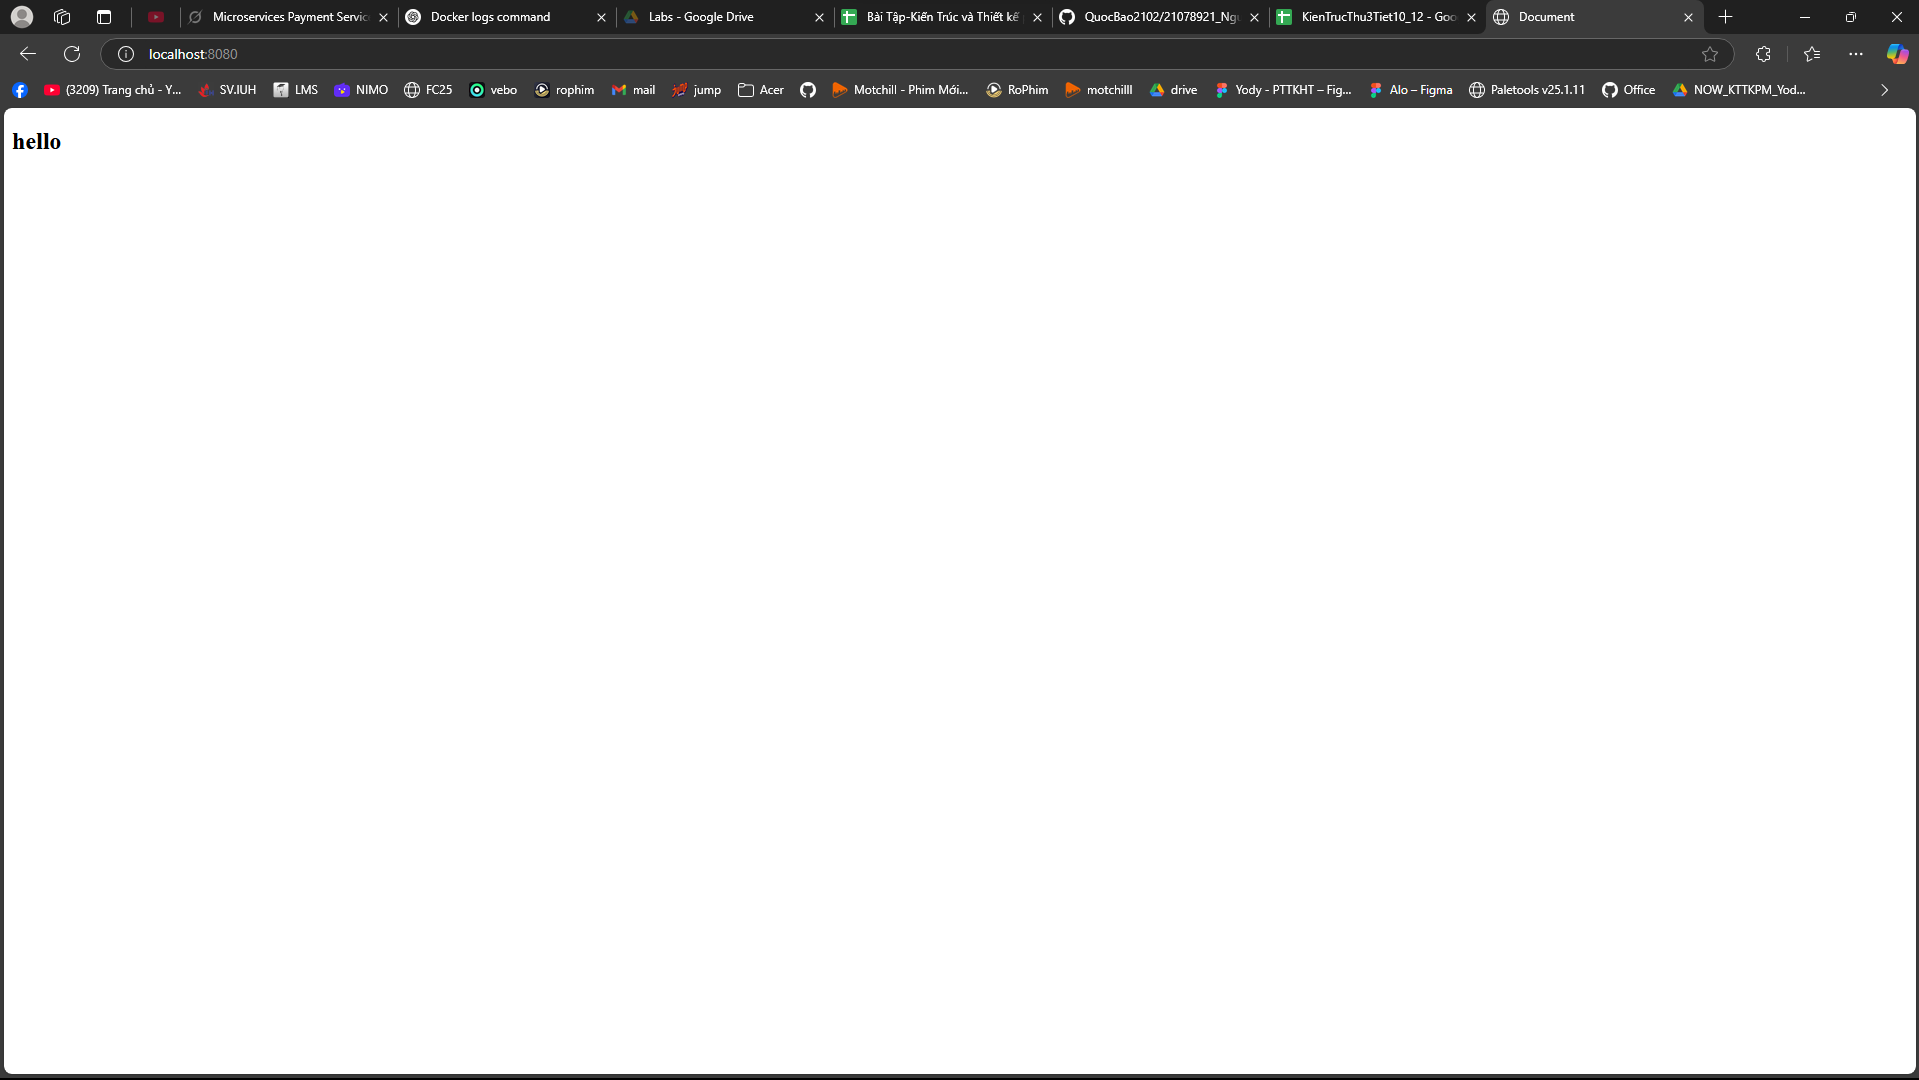 Microservices Payment Servic
Docker logs command
Labs - Google Drive
Bài Tập-Kiến Trúc và Thiết kế
QuocBao2102/21078921_Ngu
KienTrucThu3Tiet10_12 - Goo
Document
localhost:8080
(3209) Trang chủ - Y...
SV.IUH
LMS
NIMO
FC25
vebo
rophim
mail
jump
Acer
Motchill - Phim Mới...
RoPhim
motchilll
drive
Yody - PTTKHT – Fig...
Alo – Figma
Paletools v25.1.11
Office
NOW_KTTKPM_Yod...
hello